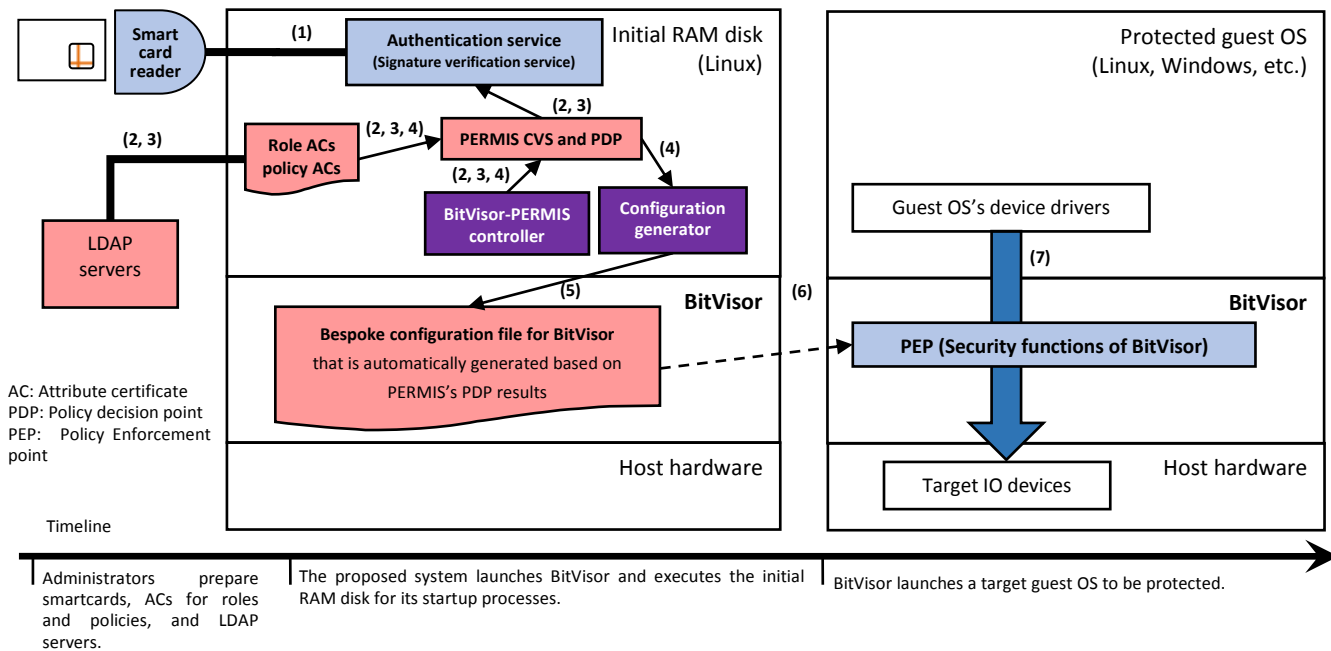 Smart
card
reader
(1)
Authentication service
(Signature verification service)
Initial RAM disk
(Linux)
Protected guest OS
(Linux, Windows, etc.)
(2, 3)
(2, 3)
Role ACs
policy ACs
(2, 3, 4)
PERMIS CVS and PDP
(4)
(2, 3, 4)
BitVisor-PERMIS
controller
Configuration
generator
Guest OS's device drivers
LDAP
servers
(7)
(5)
BitVisor
(6)
BitVisor
Bespoke configuration file for BitVisor
that is automatically generated based on
PERMIS's PDP results
PEP (Security functions of BitVisor)
AC: Attribute certificate
PDP: Policy decision point
PEP: Policy Enforcement
point
Host hardware
Host hardware
Target IO devices
Timeline
Administrators prepare
smartcards, ACs for roles
and policies, and LDAP
servers.
The proposed system launches BitVisor and executes the initial
RAM disk for its startup processes.
BitVisor launches a target guest OS to be protected.